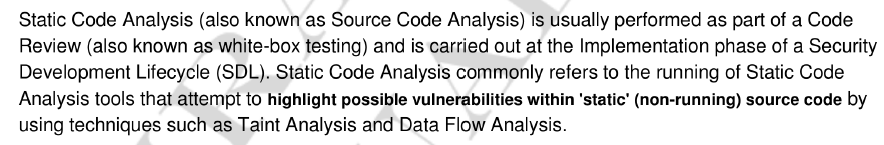 Static Code Analysis (also known as Source Code Analysis) is usually performed as part of a Code
Review (also known as white-box testing) and is carried out at the Implementation phase of a Security
Development Lifecycle (SDL). Static Code Analysis commonly refers to the running of Static Code
Analysis tools that attempt to highlight possible vulnerabilities within 'static' (non-running) source code by
using techniques such as Taint Analysis and Data Flow Analysis.